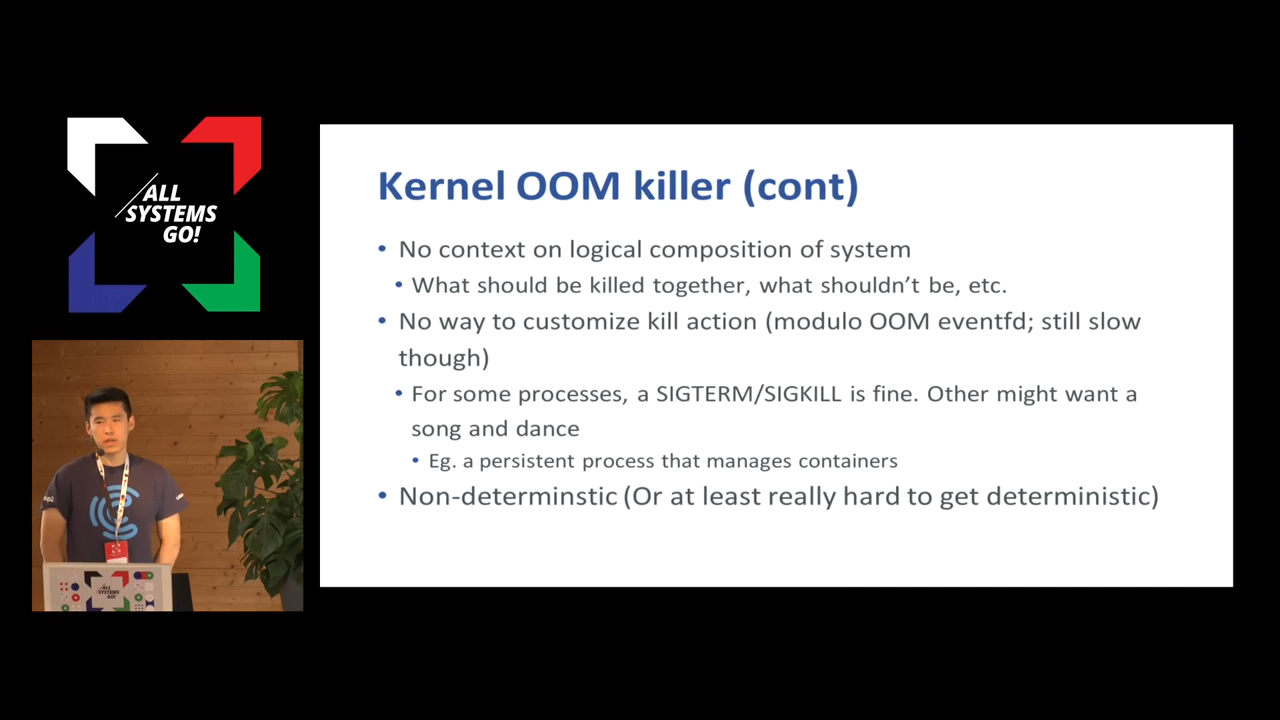 /ALL
SYSTEMS
GO!
Kernel OOM killer (cont)
• No context on logical composition of system
• What should be killed together, what shouldn't be, etc.
• No way to customize kill action (modulo OOM eventfd; still slow
though)
• For some processes, a SIGTERM/SIGKILL is fine. Other might want a
song and dance
• Eg. a persistent process that manages containers
• Non-determinstic (Or at least really hard to get deterministic)
ALL
SYSTEMS
GO!